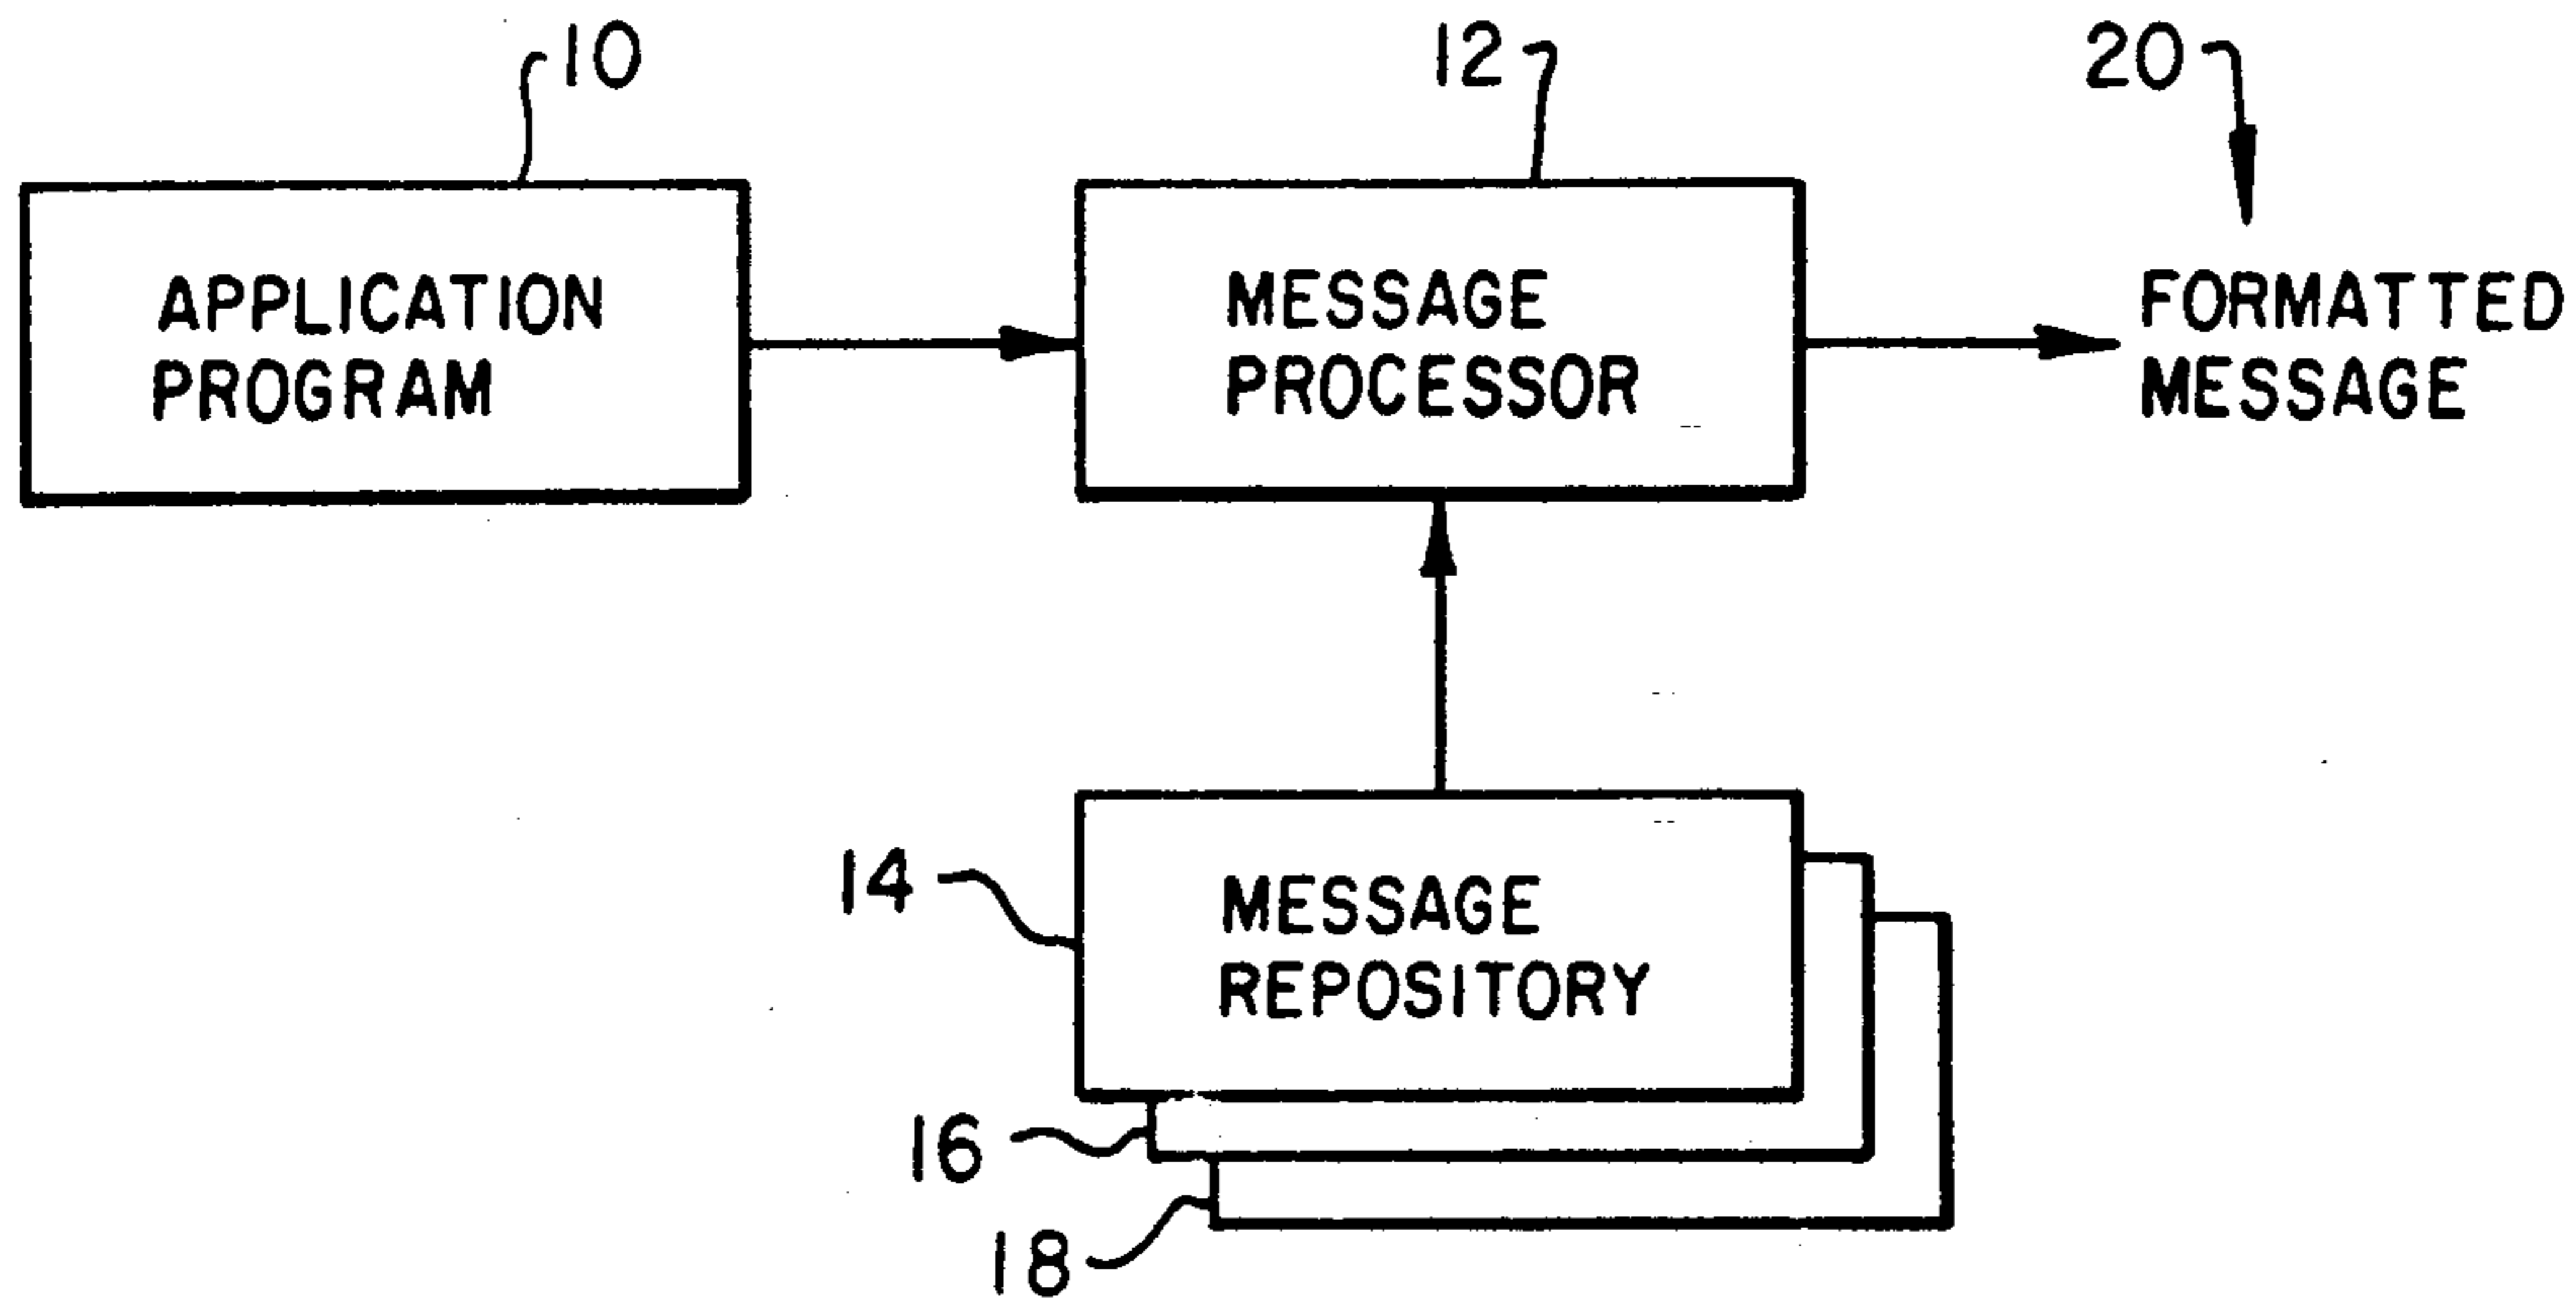 10
12
20
APPLICATION
PROGRAM
MESSAGE
PROCESSOR
FORMATTED
MESSAGE
14
MESSAGE
REPOSITORY
16
18